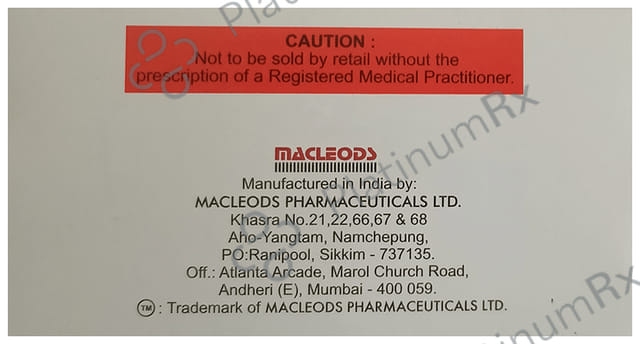 CAUTION :
Not to be sold by retail without the
prescription of a Registered Medical Practitioner.
MACLEODS
Manufactured in India by:
MACLEODS PHARMACEUTICALS LTD.
Khasra No.21,22,66,67 & 68
Aho-Yangtam, Namchepung,
PO:Ranipool, Sikkim - 737135.
Off.: Atlanta Arcade, Marol Church Road,
Andheri (E), Mumbai - 400 059.
TM : Trademark of MACLEODS PHARMACEUTICALS LTD.
PlatinumRx
PlatinumRx